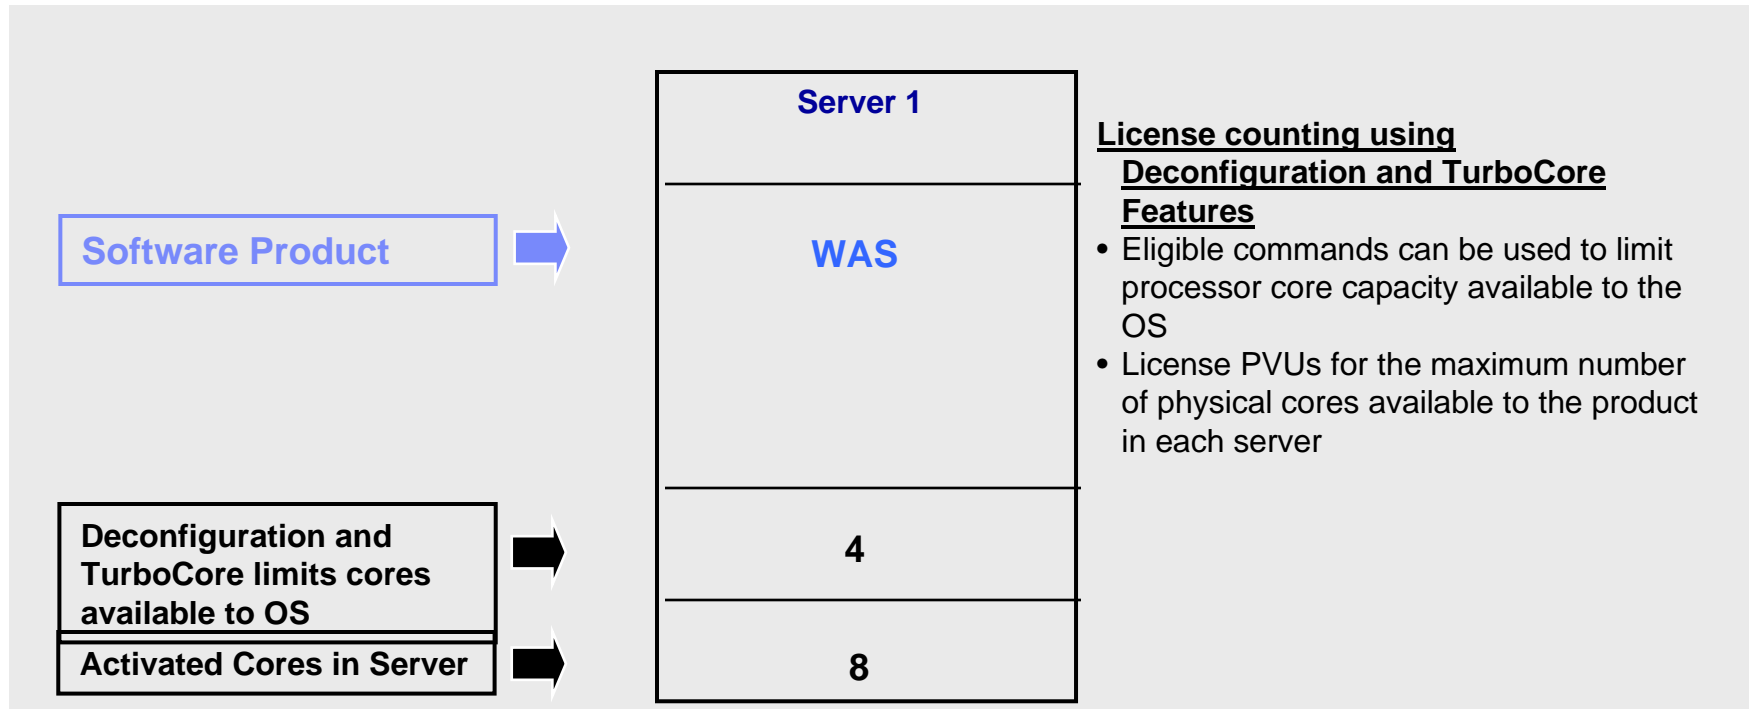 Server 1
License counting using
Deconfiguration and TurboCore
Features
Software Product
WAS
• Eligible commands can be used to limit
processor core capacity available to the
OS
• License PVUs for the maximum number
of physical cores available to the product
in each server
Deconfiguration and
TurboCore limits cores
available to OS
4
Activated Cores in Server
8